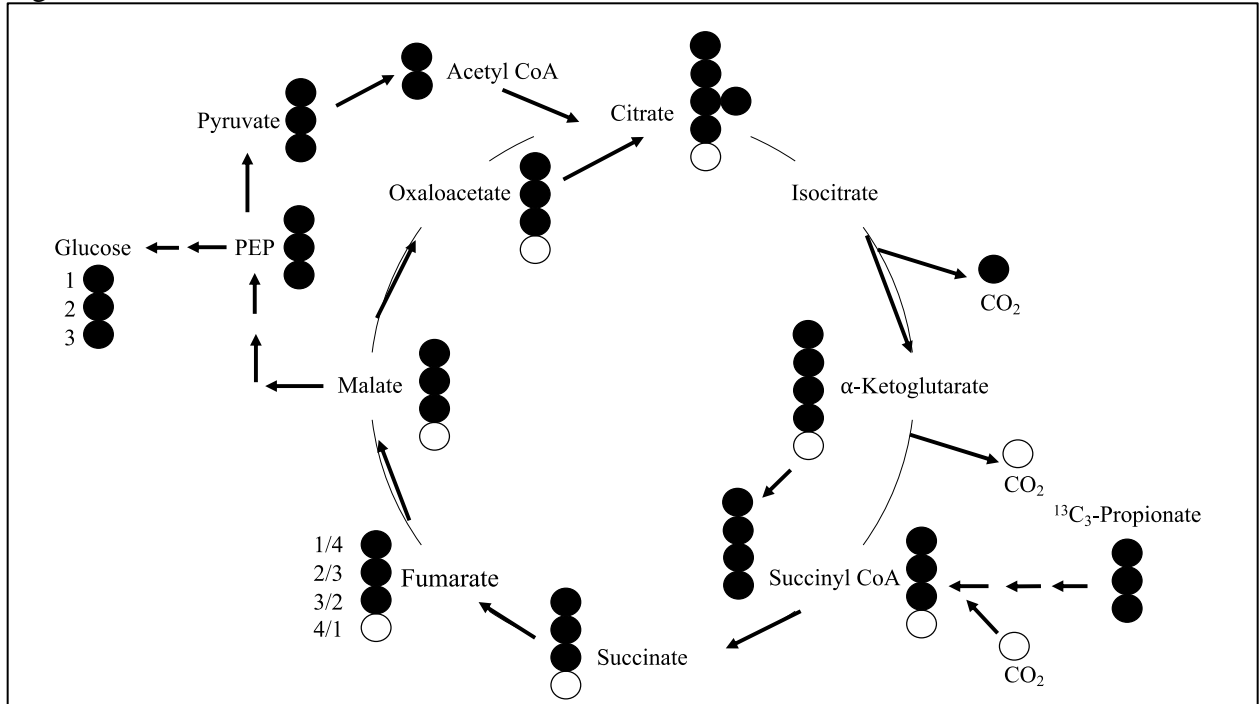 Acetyl CoA
Citrate
Pyruvate
Oxaloacetate
Isocitrate
Glucose
PEP
1
2
3
CO₂
Malate
α-Ketoglutarate
CO₂
¹³C₃-Propionate
1/4
2/3
3/2
4/1
Fumarate
Succinyl CoA
Succinate
CO₂